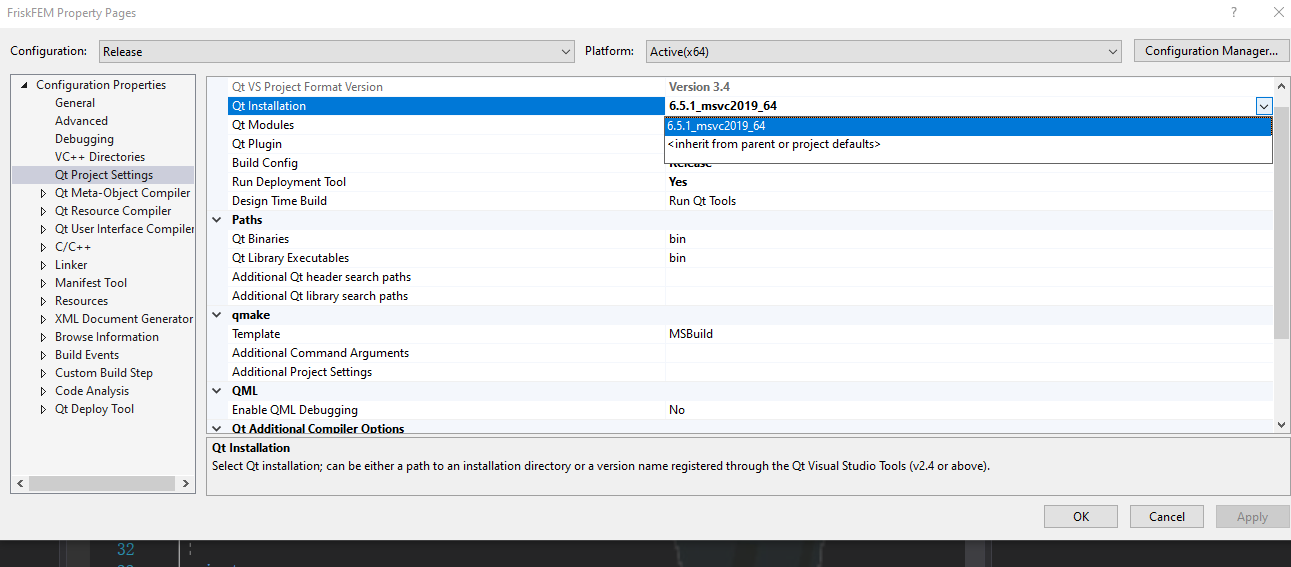 FriskFEM Property Pages
Configuration: Release Platform: Active(x64) Configuration Manager...
Configuration Properties
General
Advanced
Debugging
VC++ Directories
Qt Project Settings
Qt Meta-Object Compiler
Qt Resource Compiler
Qt User Interface Compiler
C/C++
Linker
Manifest Tool
Resources
XML Document Generator
Browse Information
Build Events
Custom Build Step
Code Analysis
Qt Deploy Tool
Qt VS Project Format Version Version 3.4
Qt Installation 6.5.1_msvc2019_64
Qt Modules 6.5.1_msvc2019_64
Qt Plugin <inherit from parent or project defaults>
Build Config Release
Run Deployment Tool Yes
Design Time Build Run Qt Tools
Paths
Qt Binaries bin
Qt Library Executables bin
Additional Qt header search paths
Additional Qt library search paths
qmake
Template MSBuild
Additional Command Arguments
Additional Project Settings
QML
Enable QML Debugging No
Qt Additional Compiler Options
Qt Installation
Select Qt installation; can be either a path to an installation directory or a version name registered through the Qt Visual Studio Tools (v2.4 or above).
OK Cancel Apply
32